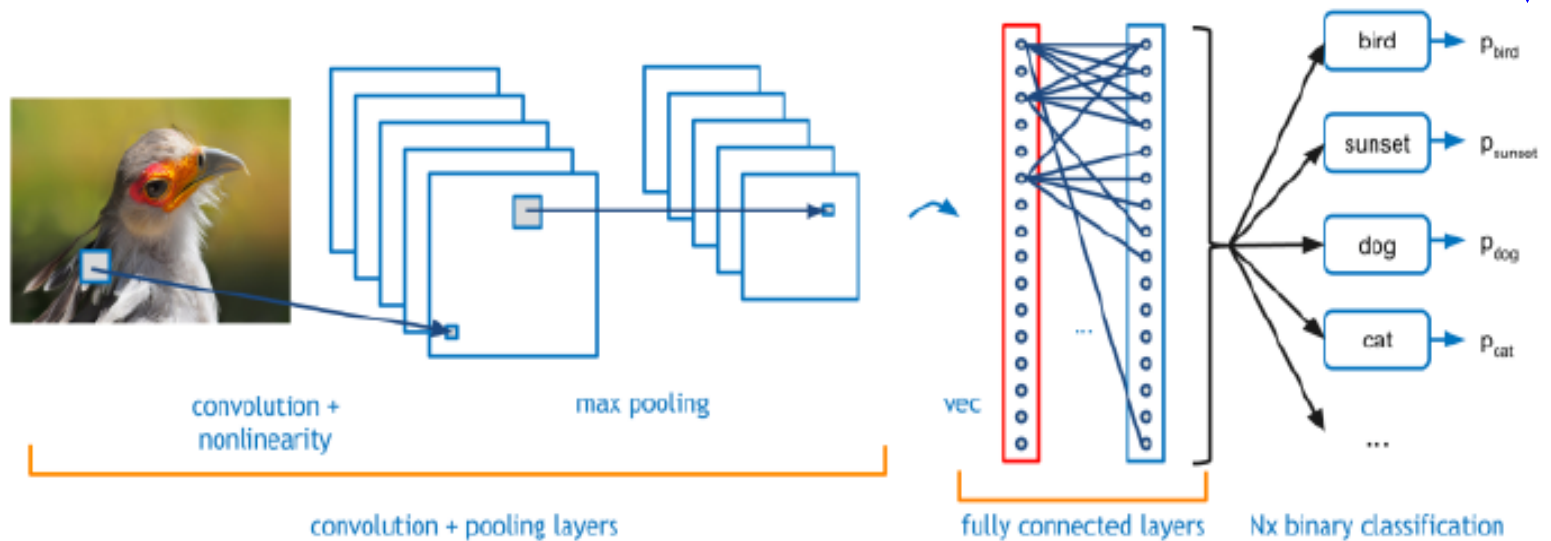 bird
p_bird
sunset
p_sunset
dog
p_dog
cat
p_cat
...
...
convolution +
nonlinearity
max pooling
vec
convolution + pooling layers
fully connected layers
Nx binary classification